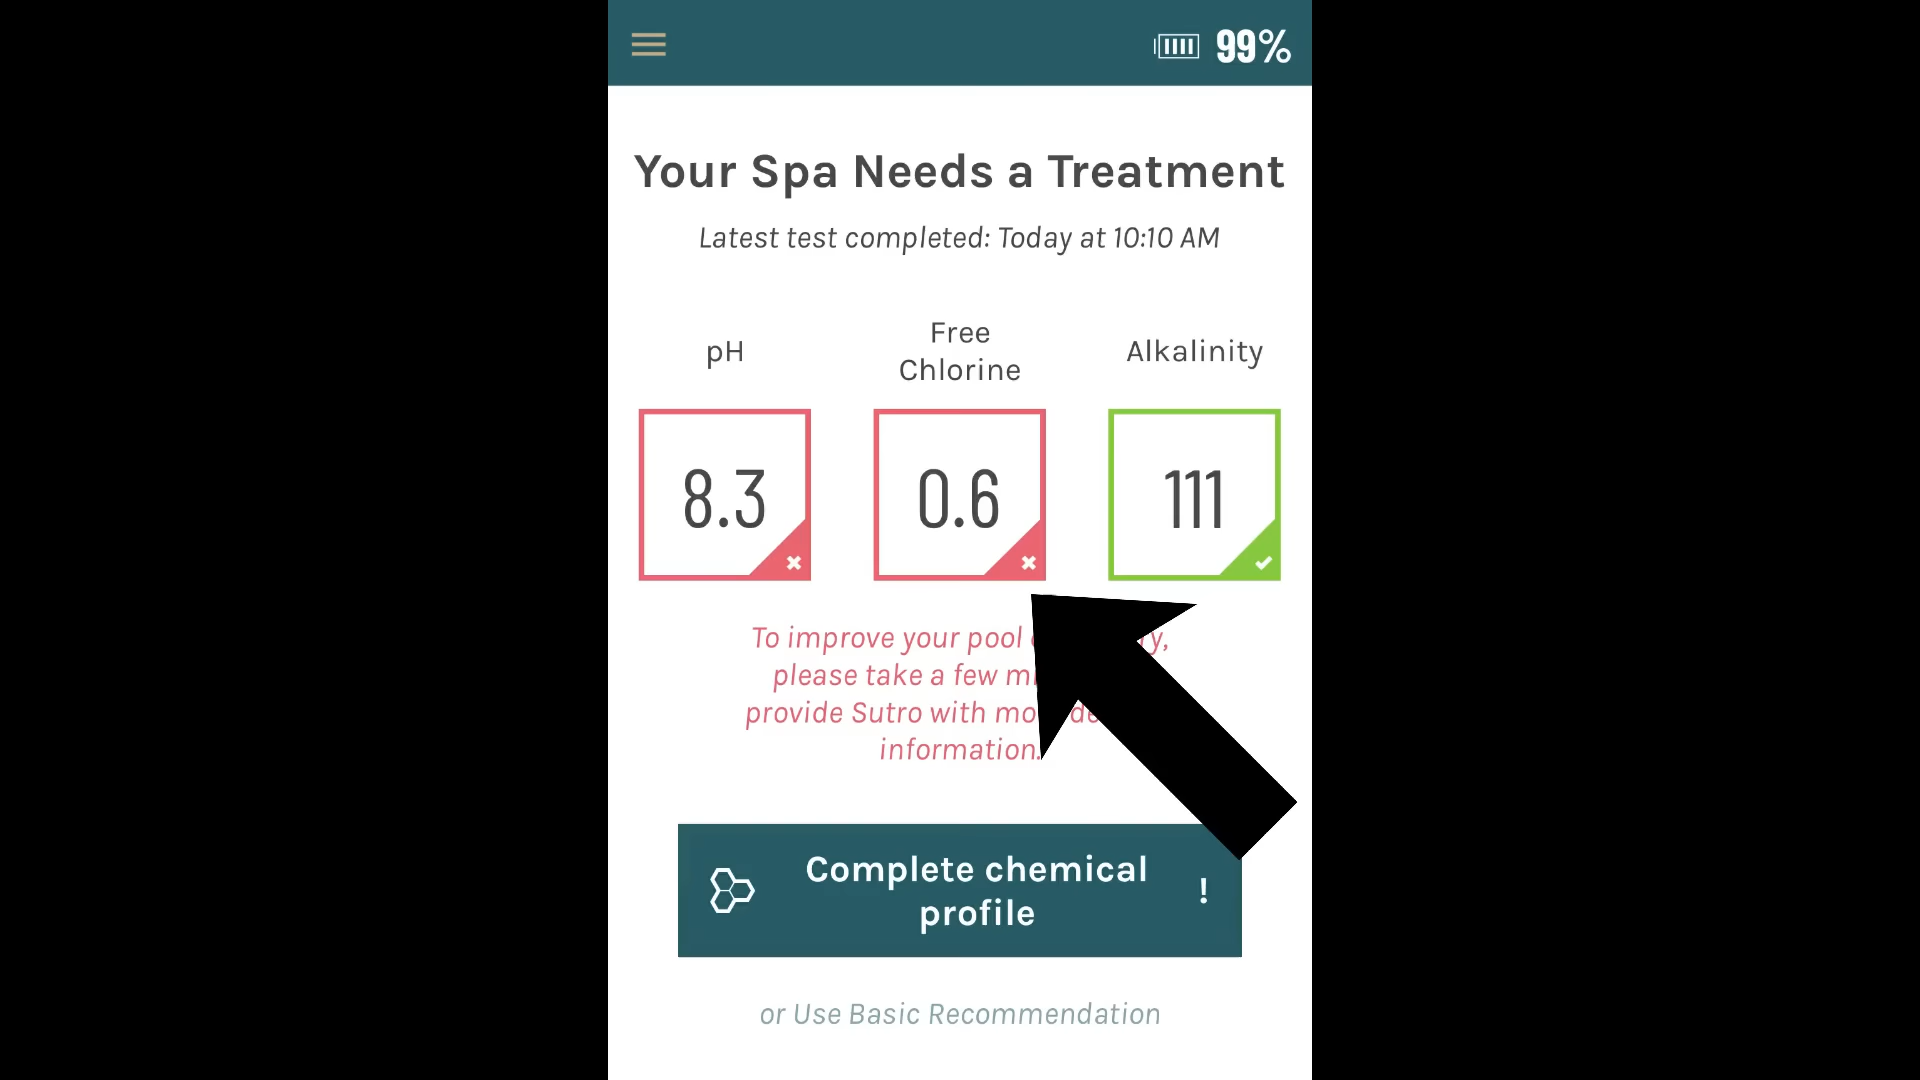 99%
Your Spa Needs a Treatment
Latest test completed: Today at 10:10 AM
pH
Free
Chlorine
Alkalinity
8.3
0.6
111
To improve your pool
please take a few
provide Sutro with
information.
Complete chemical
profile
!
or Use Basic Recommendation